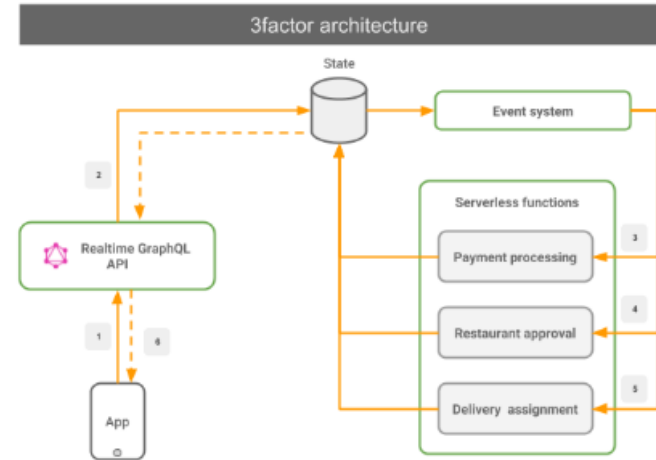 3factor architecture
State
Event system
2
Serverless functions
Realtime GraphQL
API
Payment processing
3
1
6
Restaurant approval
4
App
Delivery assignment
5